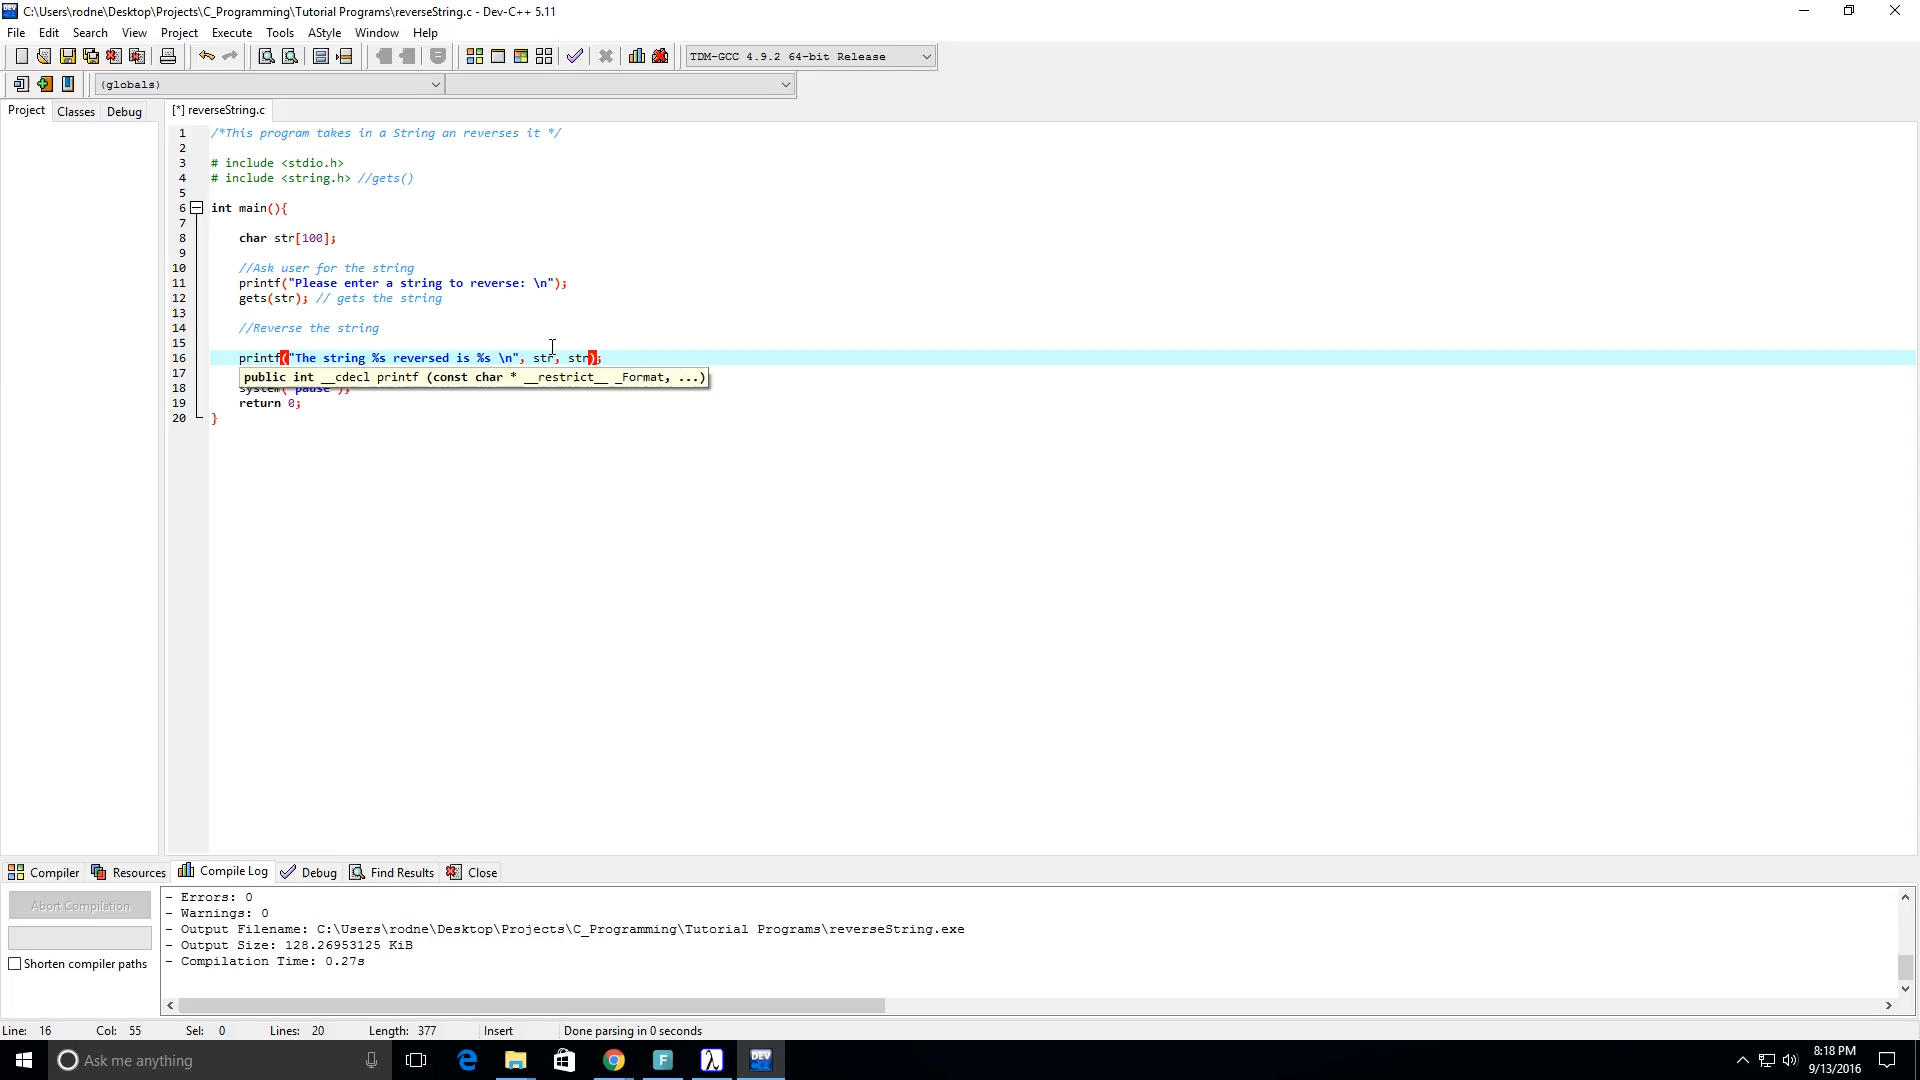 C:\Users\rodne\Desktop\Projects\C_Programming\Tutorial Programs\reverseString.c - Dev-C++ 5.11
File Edit Search View Project Execute Tools AStyle Window Help
TDM-GCC 4.9.2 64-bit Release
(globals)
Project Classes Debug [*] reverseString.c
1 /*This program takes in a String an reverses it */
2
3 # include <stdio.h>
4 # include <string.h> //gets()
5
6 int main(){
7
8 char str[100];
9
10 //Ask user for the string
11 printf("Please enter a string to reverse: \n");
12 gets(str); // gets the string
13
14 //Reverse the string
15
16 printf("The string %s reversed is %s \n", str, str);
17 public int __cdecl printf (const char * __restrict__ _Format, ...)
18 system("pause");
19 return 0;
20 }
Compiler Resources Compile Log Debug Find Results Close
Abort Compilation
Shorten compiler paths
- Errors: 0
- Warnings: 0
- Output Filename: C:\Users\rodne\Desktop\Projects\C_Programming\Tutorial Programs\reverseString.exe
- Output Size: 128.26953125 KiB
- Compilation Time: 0.27s
Line: 16 Col: 55 Sel: 0 Lines: 20 Length: 377 Insert Done parsing in 0 seconds
Ask me anything
F
λ
DEV
8:18 PM
9/13/2016